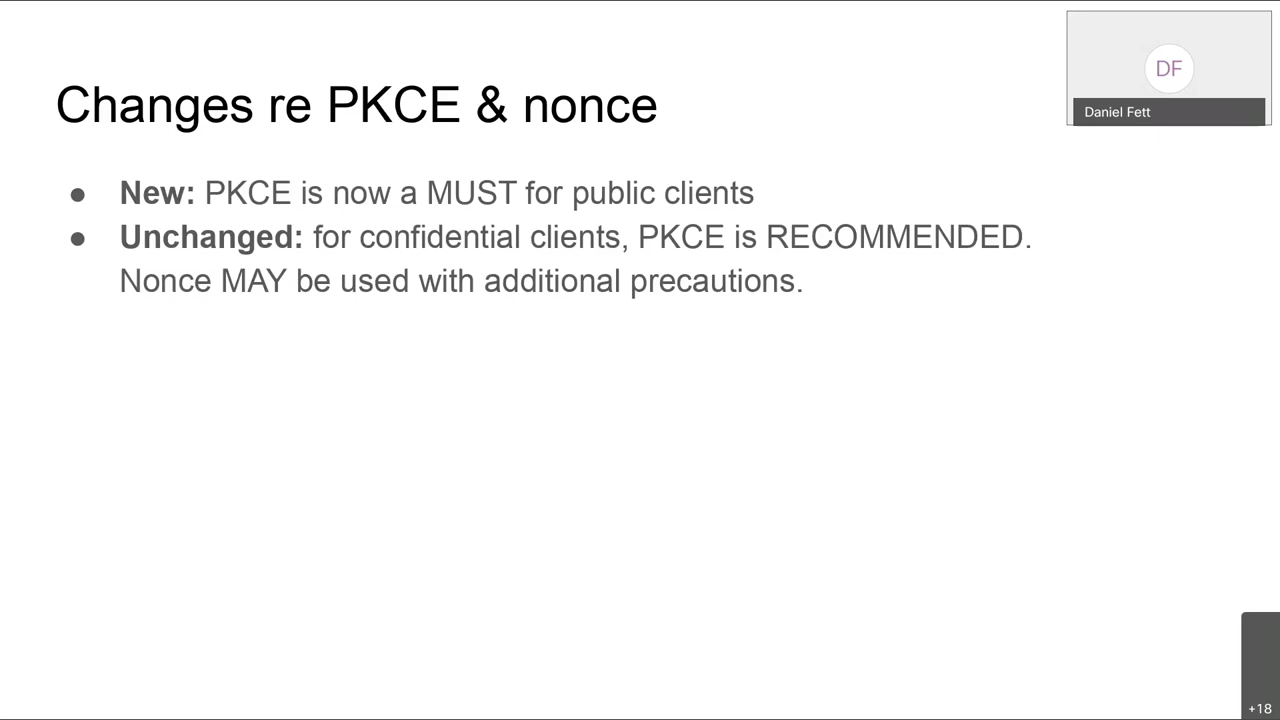 Changes re PKCE & nonce
● New: PKCE is now a MUST for public clients
● Unchanged: for confidential clients, PKCE is RECOMMENDED.
Nonce MAY be used with additional precautions.
DF
Daniel Fett
+18